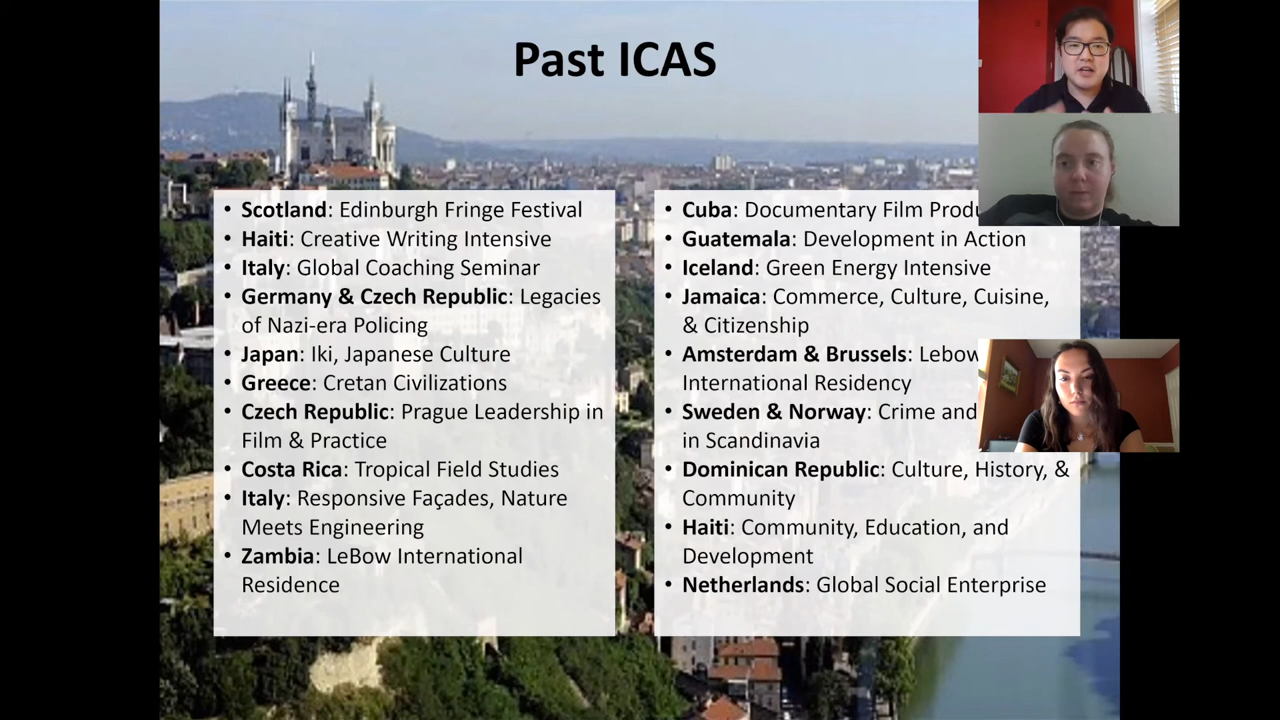 Past ICAS
• Scotland: Edinburgh Fringe Festival
• Haiti: Creative Writing Intensive
• Italy: Global Coaching Seminar
• Germany & Czech Republic: Legacies
of Nazi-era Policing
• Japan: Iki, Japanese Culture
• Greece: Cretan Civilizations
• Czech Republic: Prague Leadership in
Film & Practice
• Costa Rica: Tropical Field Studies
• Italy: Responsive Façades, Nature
Meets Engineering
• Zambia: LeBow International
Residence
• Cuba: Documentary Film
• Guatemala: Development in Action
• Iceland: Green Energy Intensive
• Jamaica: Commerce, Culture, Cuisine,
& Citizenship
• Amsterdam & Brussels: Lebow
International Residency
• Sweden & Norway: Crime and
in Scandinavia
• Dominican Republic: Culture, History, &
Community
• Haiti: Community, Education, and
Development
• Netherlands: Global Social Enterprise